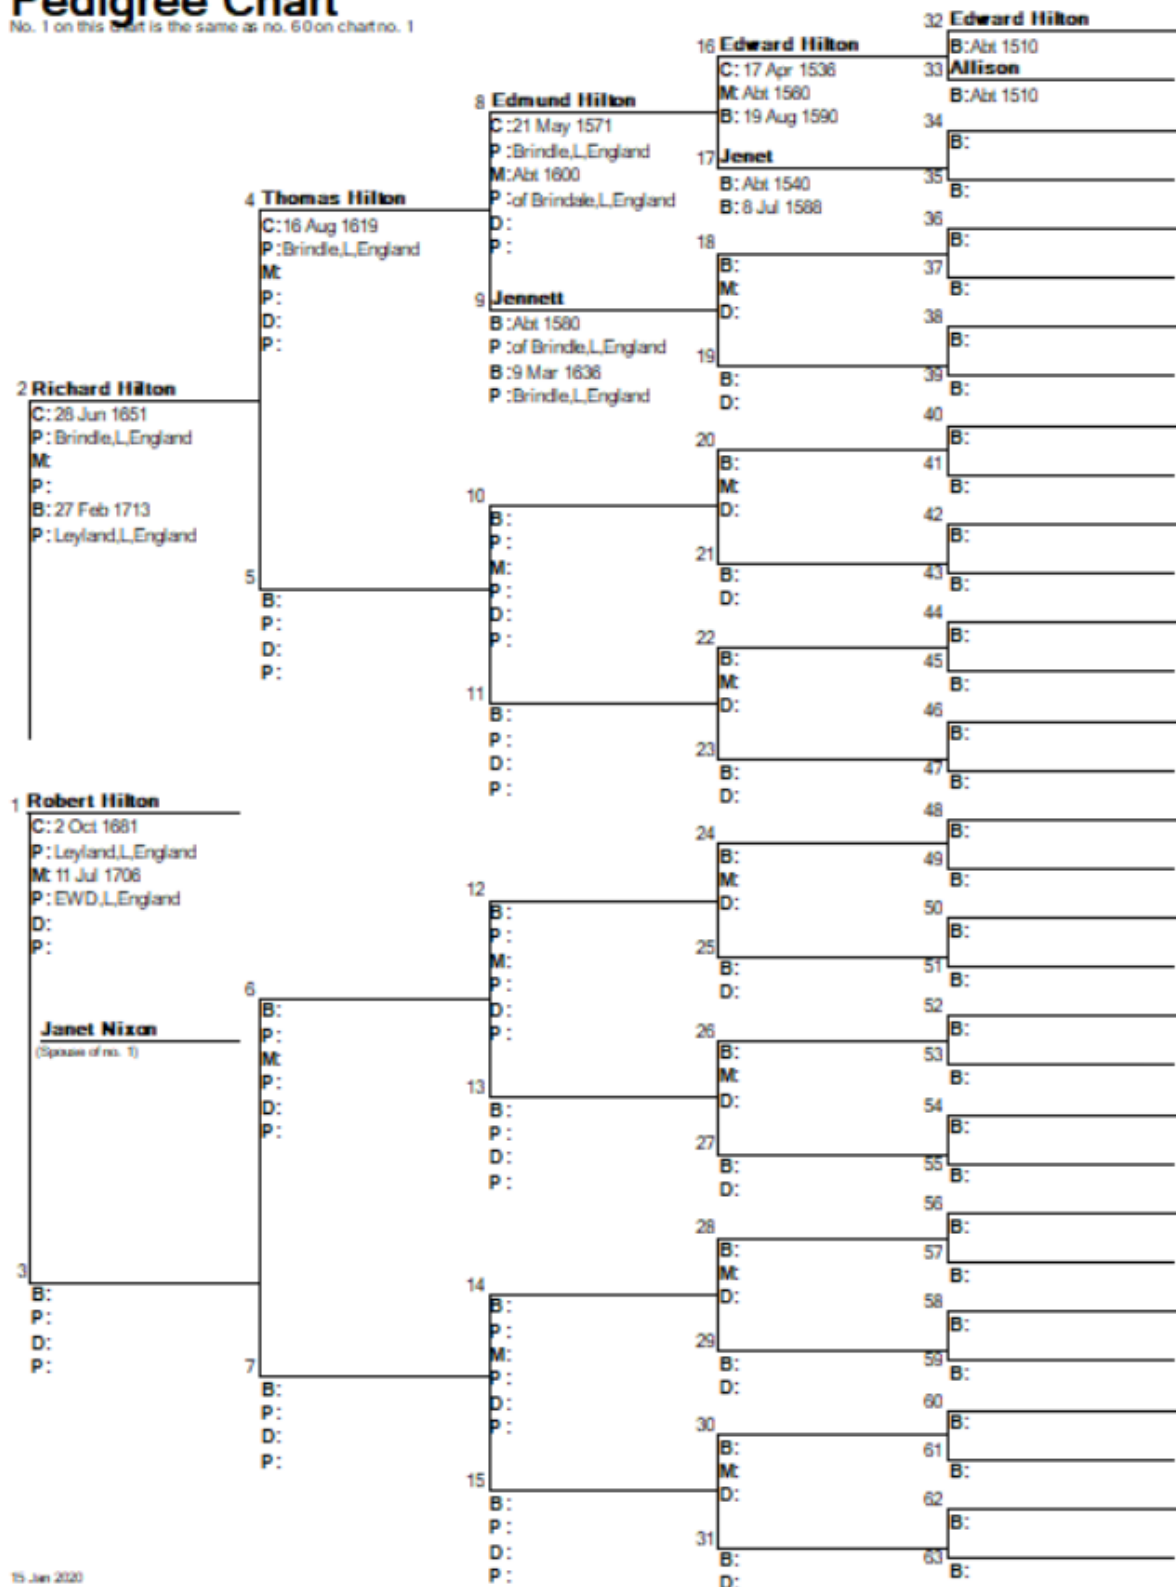 Pedigree Chart
No. 1 on this chart is the same as no. 60 on chart no. 1
1 Robert Hilton
C: 2 Oct 1681
P: Leyland,L,England
M: 11 Jul 1706
P: EWD,L,England
D:
P:
Janet Nixon
(Spouse of no. 1)
2 Richard Hilton
C: 28 Jun 1651
P: Brindle,L,England
M:
P:
B: 27 Feb 1713
P: Leyland,L,England
3
B:
P:
D:
P:
4 Thomas Hilton
C: 16 Aug 1619
P: Brindle,L,England
M:
P:
D:
P:
5
B:
P:
D:
P:
6
B:
P:
M:
P:
D:
P:
7
B:
P:
D:
P:
8 Edmund Hilton
C: 21 May 1571
P: Brindle,L,England
M: Abt 1600
P: of Brindale,L,England
D:
P:
9 Jennett
B: Abt 1580
P: of Brindle,L,England
B: 9 Mar 1636
P: Brindle,L,England
10
B:
P:
M:
P:
D:
P:
11
B:
P:
D:
P:
12
B:
P:
M:
P:
D:
P:
13
B:
P:
D:
P:
14
B:
P:
M:
P:
D:
P:
15
B:
P:
D:
P:
16 Edward Hilton
C: 17 Apr 1536
M: Abt 1560
B: 19 Aug 1590
17 Jenet
B: Abt 1540
B: 8 Jul 1588
18
B:
M:
D:
19
B:
D:
20
B:
M:
D:
21
B:
D:
22
B:
M:
D:
23
B:
D:
24
B:
M:
D:
25
B:
D:
26
B:
M:
D:
27
B:
D:
28
B:
M:
D:
29
B:
D:
30
B:
M:
D:
31
B:
D:
32 Edward Hilton
B: Abt 1510
33 Allison
B: Abt 1510
34
B:
35
B:
36
B:
37
B:
38
B:
39
B:
40
B:
41
B:
42
B:
43
B:
44
B:
45
B:
46
B:
47
B:
48
B:
49
B:
50
B:
51
B:
52
B:
53
B:
54
B:
55
B:
56
B:
57
B:
58
B:
59
B:
60
B:
61
B:
62
B:
63
B:
15 Jan 2020